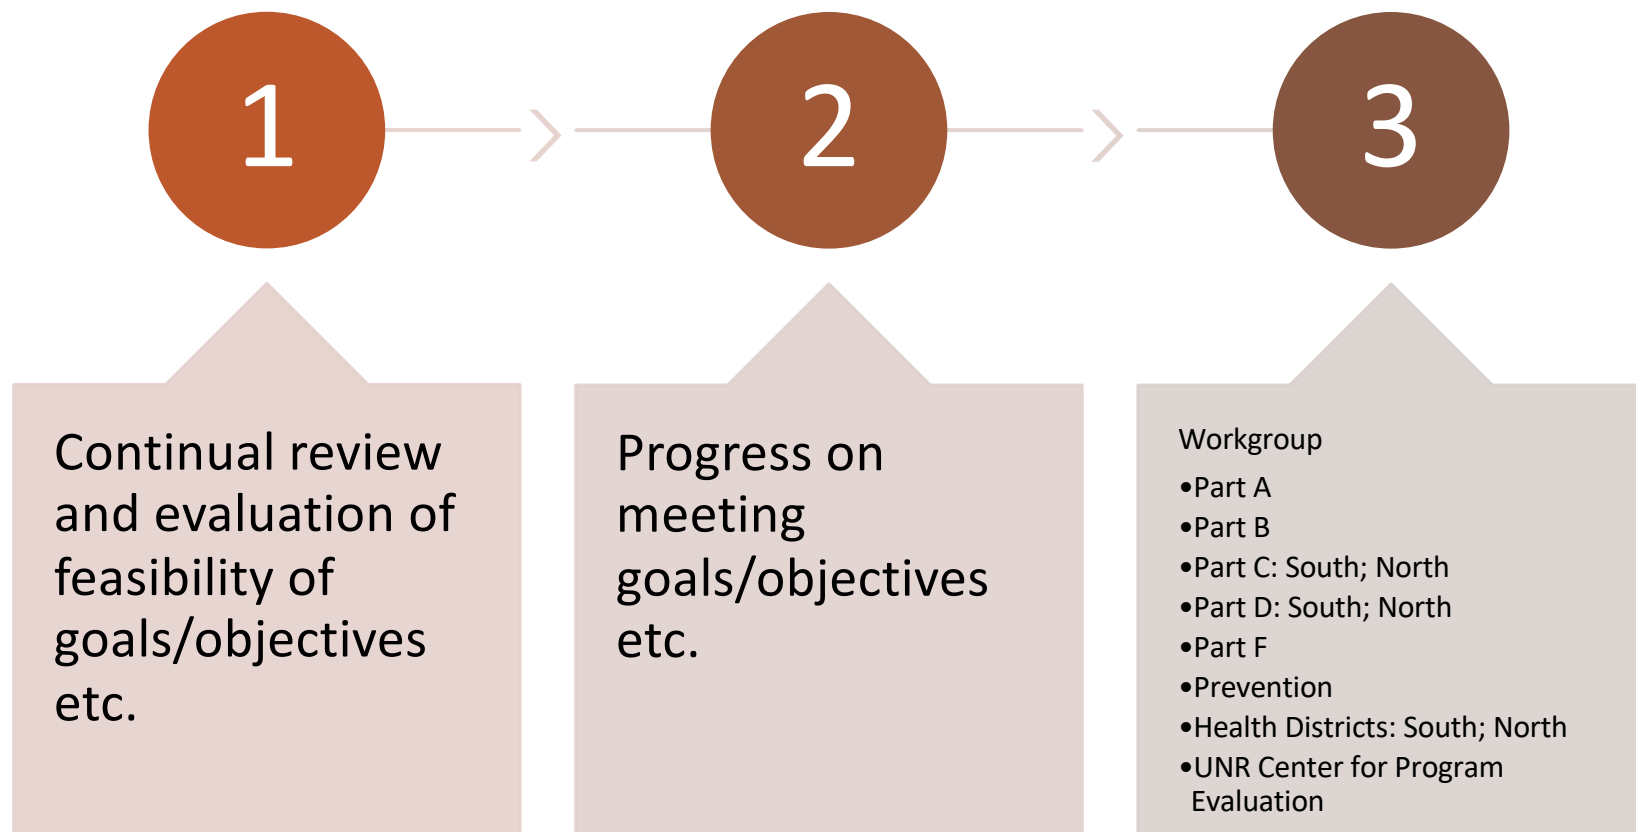 1
2
3
Continual review
and evaluation of
feasibility of
goals/objectives
etc.
Progress on
meeting
goals/objectives
etc.
Workgroup
•Part A
•Part B
•Part C: South; North
•Part D: South; North
•Part F
•Prevention
•Health Districts: South; North
•UNR Center for Program
Evaluation